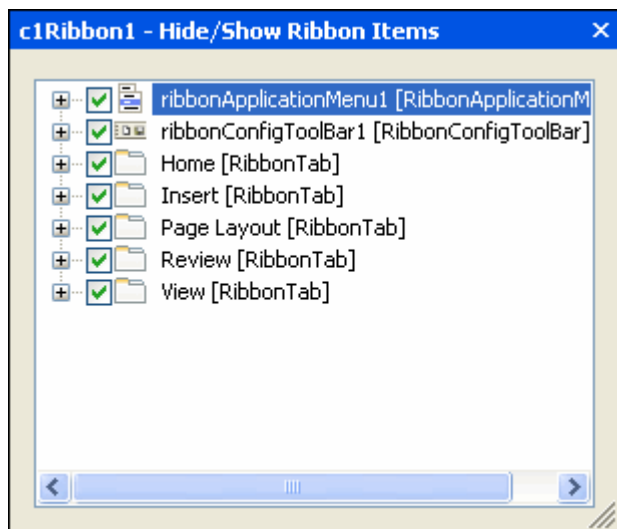 c1Ribbon1 - Hide/Show Ribbon Items
ribbonApplicationMenu1 [RibbonApplicationM
ribbonConfigToolBar1 [RibbonConfigToolBar]
Home [RibbonTab]
Insert [RibbonTab]
Page Layout [RibbonTab]
Review [RibbonTab]
View [RibbonTab]